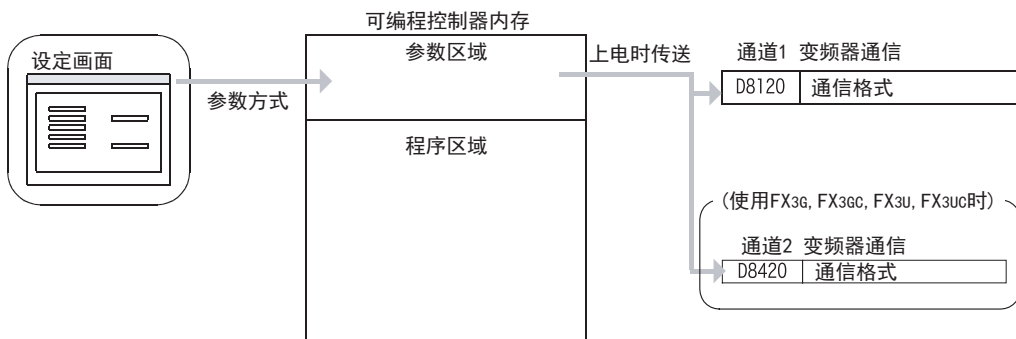 可编程控制器内存
设定画面
参数方式
参数区域
程序区域
上电时传送
通道1 变频器通信
D8120 通信格式
(使用FX3G, FX3GC, FX3U, FX3UC时)
通道2 变频器通信
D8420 通信格式